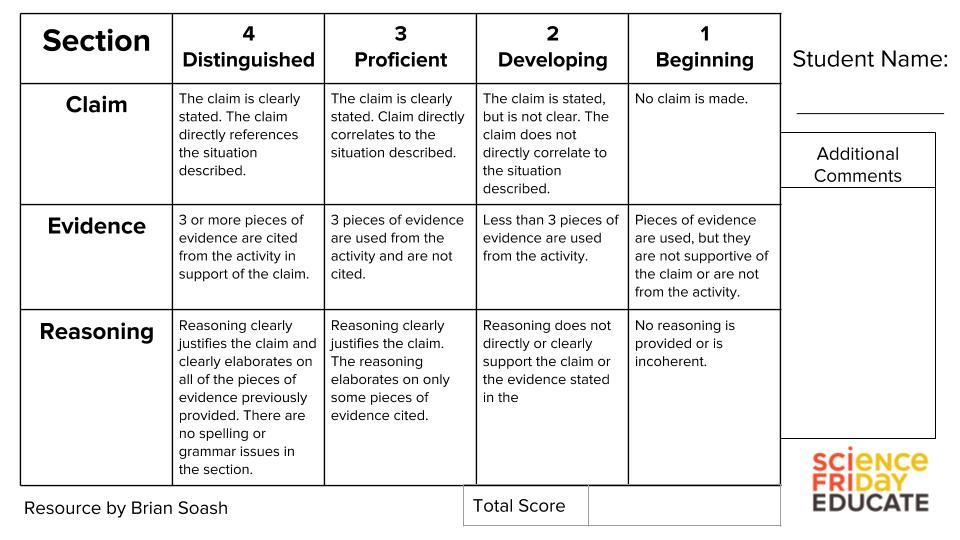 Section
4
Distinguished
3
Proficient
2
Developing
1
Beginning
Student Name:
Claim
The claim is clearly
stated. The claim
directly references
the situation
described.
The claim is clearly
stated. Claim directly
correlates to the
situation described.
The claim is stated,
but is not clear. The
claim does not
directly correlate to
the situation
described.
No claim is made.
Additional
Comments
Evidence
3 or more pieces of
evidence are cited
from the activity in
support of the claim.
3 pieces of evidence
are used from the
activity and are not
cited.
Less than 3 pieces of
evidence are used
from the activity.
Pieces of evidence
are used, but they
are not supportive of
the claim or are not
from the activity.
Reasoning
Reasoning clearly
justifies the claim and
clearly elaborates on
all of the pieces of
evidence previously
provided. There are
no spelling or
grammar issues in
the section.
Reasoning clearly
justifies the claim.
The reasoning
elaborates on only
some pieces of
evidence cited.
Reasoning does not
directly or clearly
support the claim or
the evidence stated
in the
No reasoning is
provided or is
incoherent.
Resource by Brian Soash
Total Score
science
FRIDAY
EDUCATE